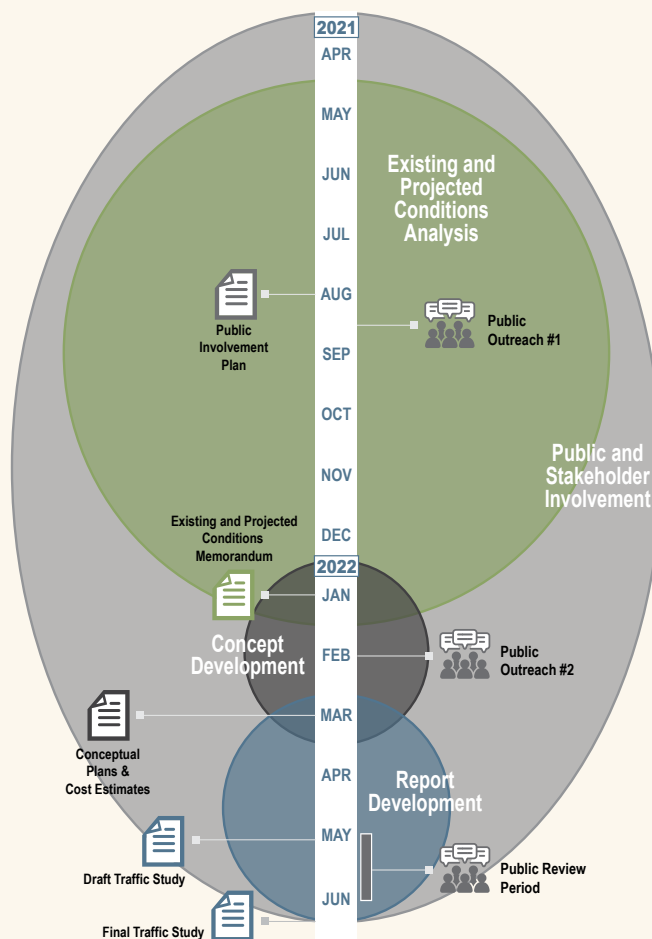 2021
APR
MAY
Existing and
Projected
Conditions
Analysis
JUN
JUL
AUG
Public
Involvement
Plan
Public
Outreach #1
SEP
OCT
Public and
Stakeholder
Involvement
NOV
DEC
Existing and Projected
Conditions
Memorandum
2022
JAN
Concept
Development
FEB
Public
Outreach #2
MAR
Conceptual
Plans &
Cost Estimates
APR
Report
Development
MAY
Draft Traffic Study
Public Review
Period
JUN
Final Traffic Study